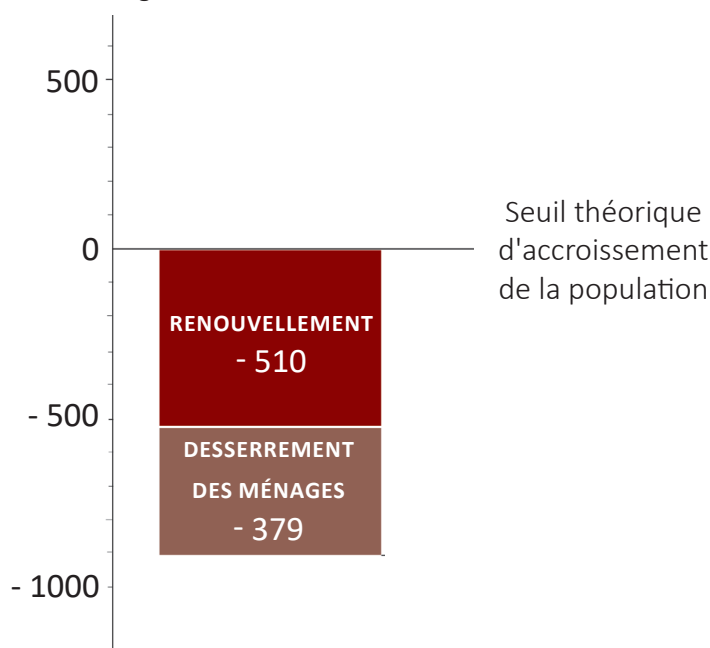 500
0
- 500
- 1000
Seuil théorique
d'accroissement
de la population
RENOUVELLEMENT
- 510
DESSERREMENT
DES MÉNAGES
- 379